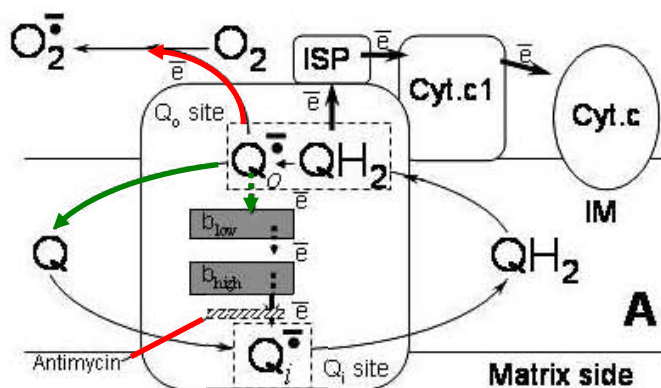 O2•̄
O2
e̅
e̅
e̅
ISP
Cyt.c1
Cyt.c
e̅
Qo site
Q•̄O
QH2
e̅
blow
IM
e̅
Q
bhigh
QH2
e̅
A
Antimycin
Q•̄i
Qi site
Matrix side